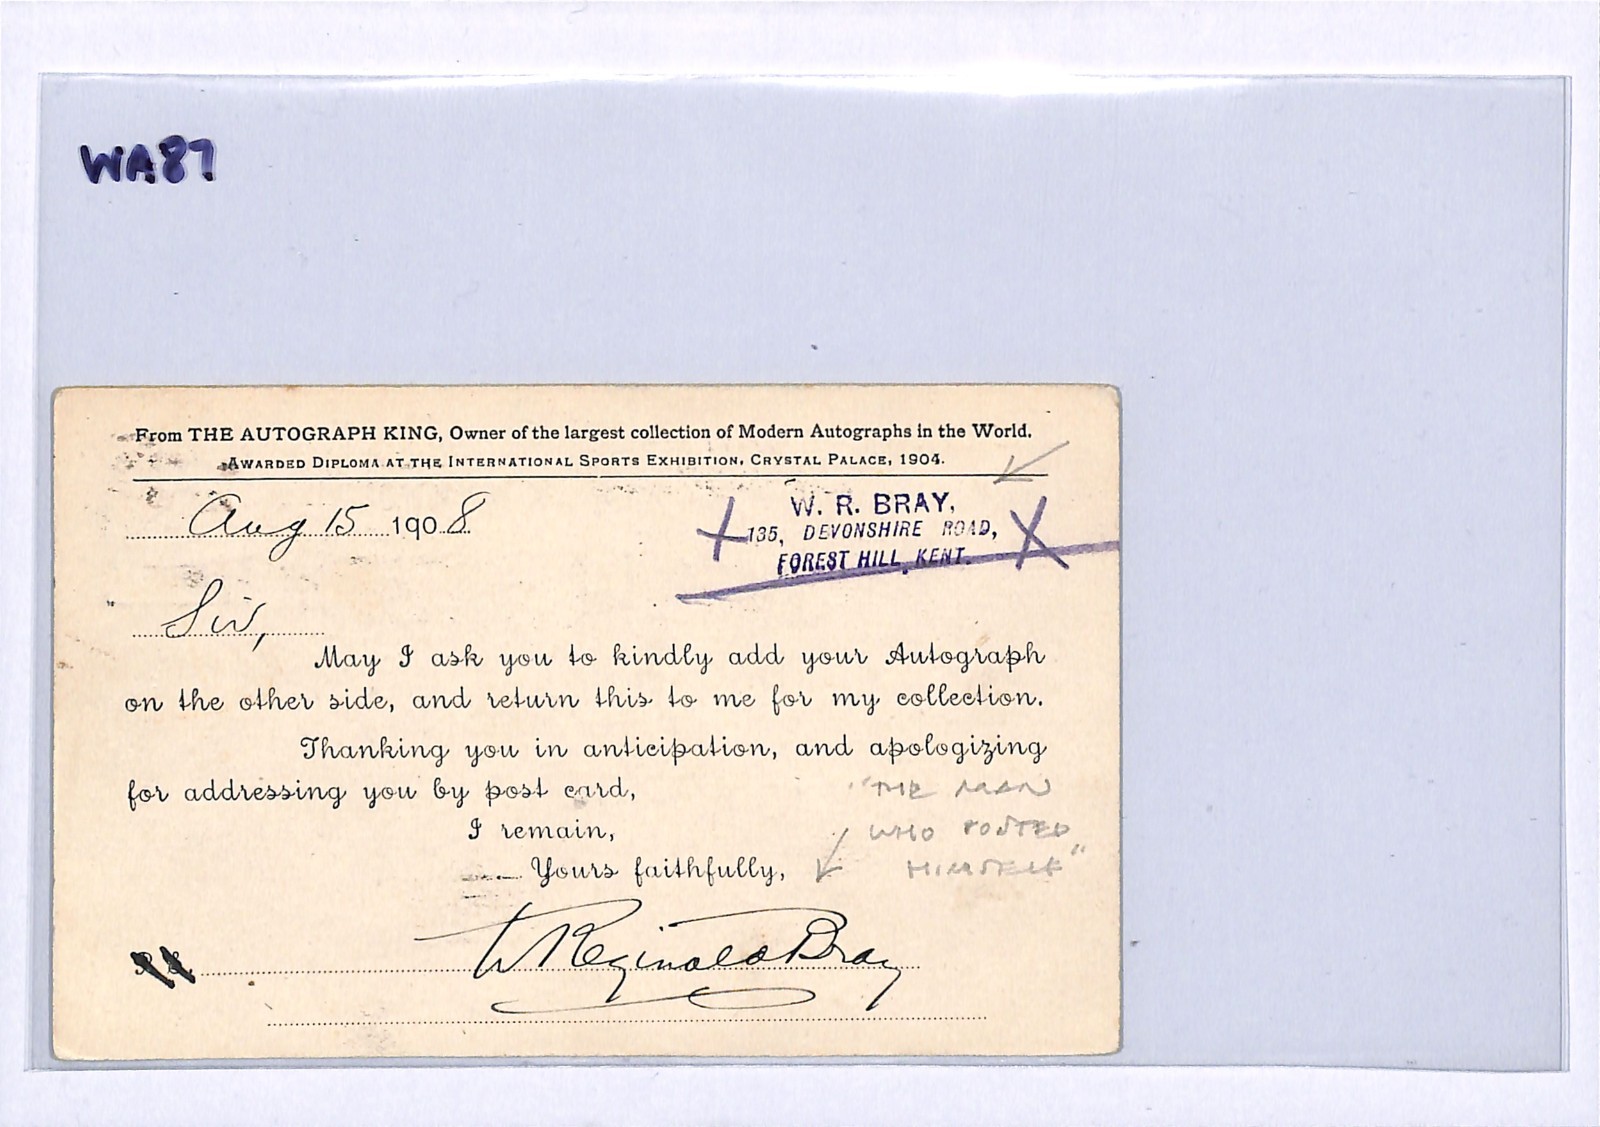 WA87
From THE AUTOGRAPH KING, Owner of the largest collection of Modern Autographs in the World.
AWARDED DIPLOMA AT THE INTERNATIONAL SPORTS EXHIBITION, CRYSTAL PALACE, 1904.
Aug 15 1908
W. R. BRAY,
135, DEVONSHIRE ROAD,
FOREST HILL, KENT.
Sir,
May I ask you to kindly add your Autograph
on the other side, and return this to me for my collection.
Thanking you in anticipation, and apologizing
for addressing you by post card,
"THE MAN
I remain,
WHO POSTED
Yours faithfully,
HIMSELF"
W Reginald Bray